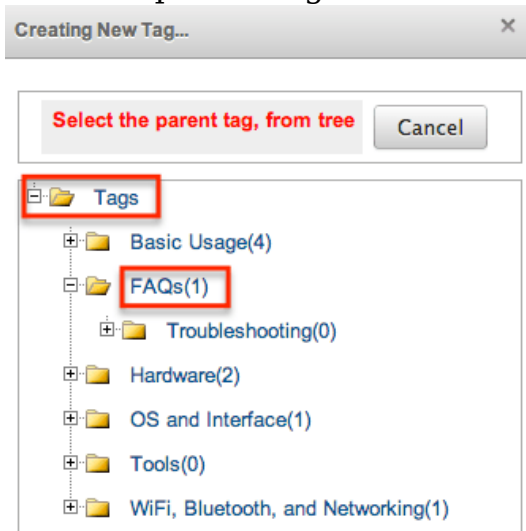 Creating New Tag...
Select the parent tag, from tree
Cancel
Tags
Basic Usage(4)
FAQs(1)
Troubleshooting(0)
Hardware(2)
OS and Interface(1)
Tools(0)
WiFi, Bluetooth, and Networking(1)